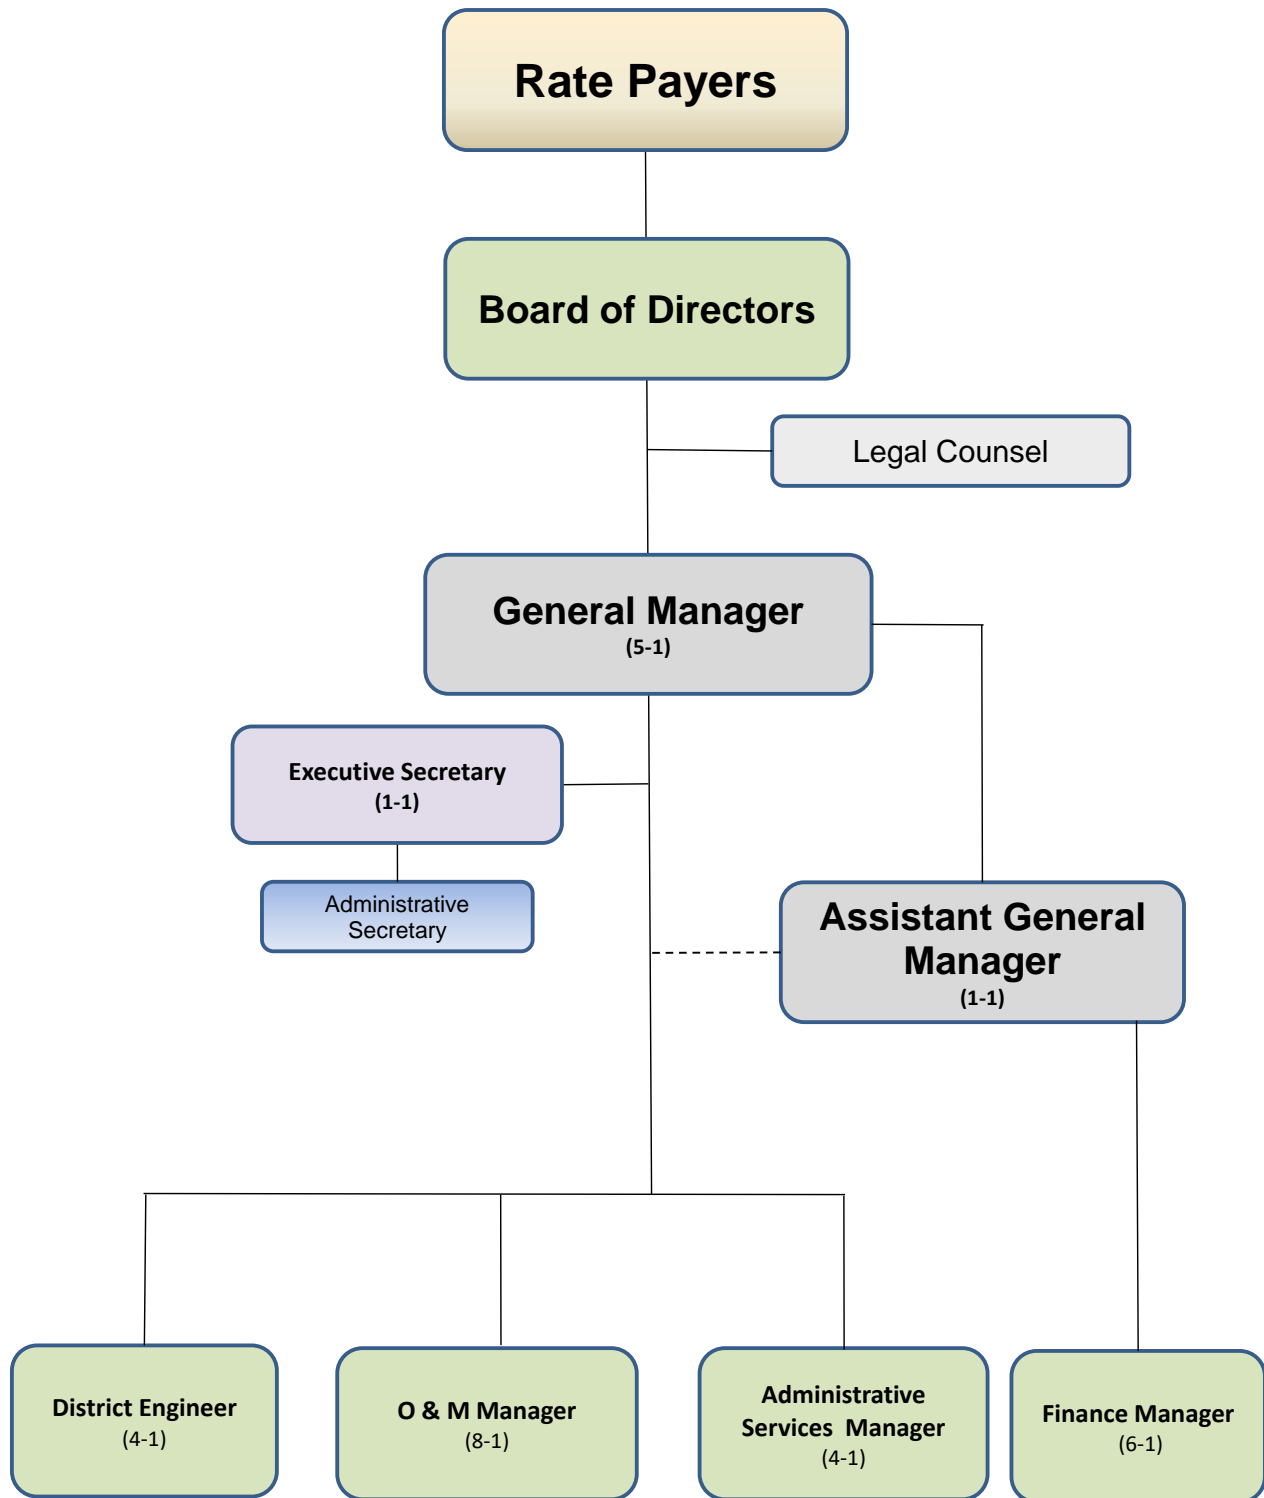 Rate Payers
Board of Directors
Legal Counsel
General Manager
(5-1)
Executive Secretary
(1-1)
Administrative
Secretary
Assistant General
Manager
(1-1)
District Engineer
(4-1)
O & M Manager
(8-1)
Administrative
Services  Manager
(4-1)
Finance Manager
(6-1)